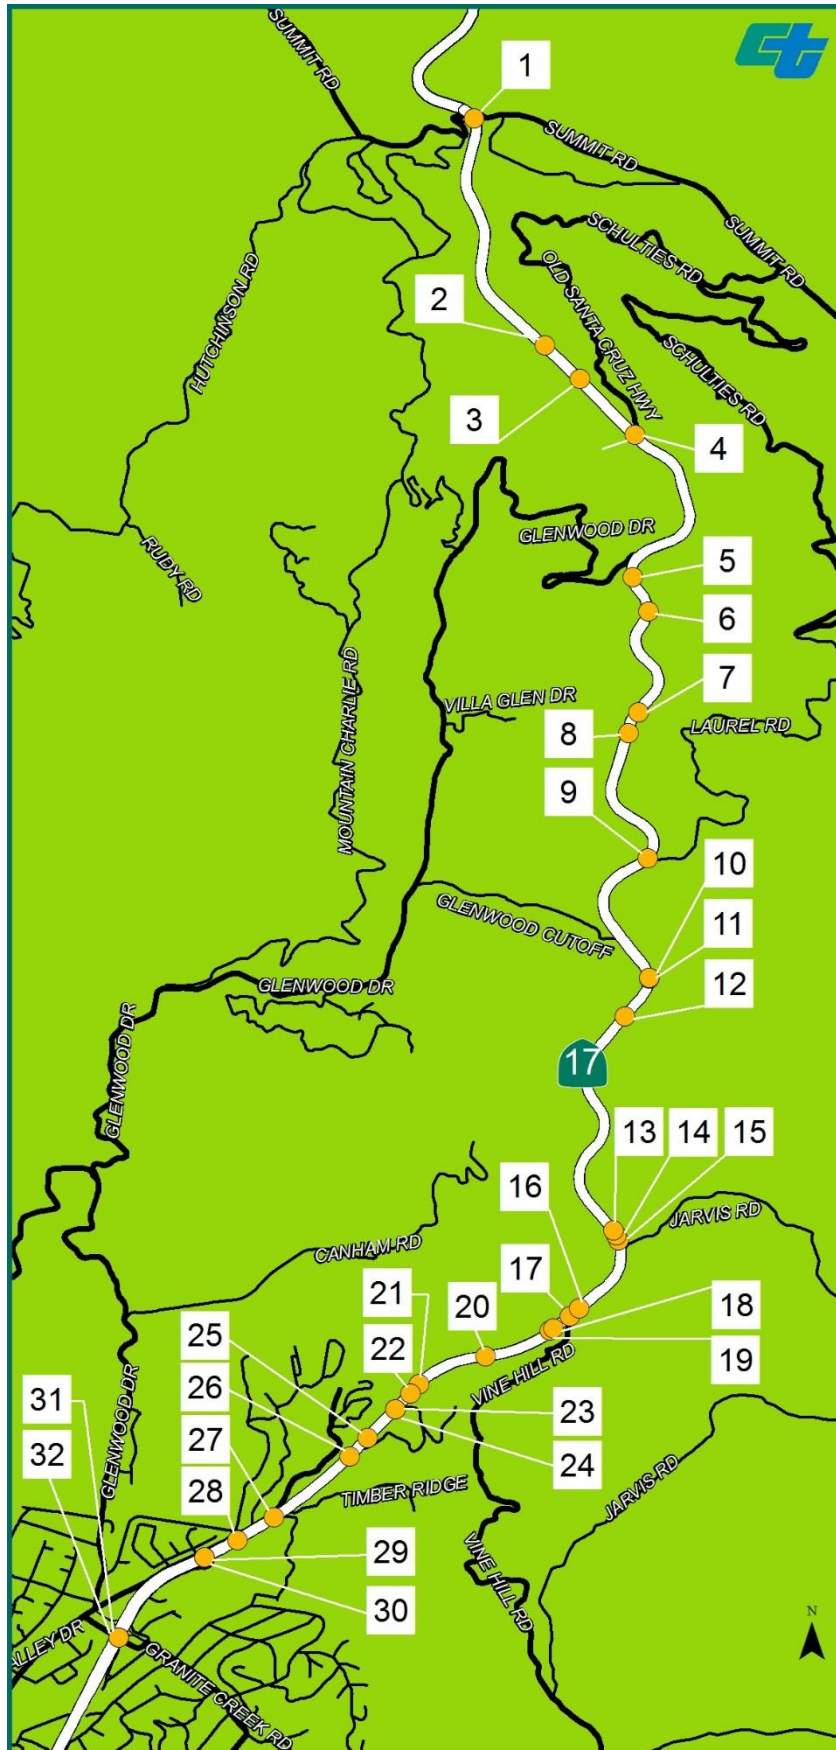 Ct
SUMMIT RD
1
SUMMIT RD
SCHULTIES RD
SUMMIT RD
OLD SANTA CRUZ HWY
HUTCHINSON RD
2
SCHULTIES RD
3
4
GLENWOOD DR
RUDY RD
5
6
MOUNTAIN CHARLIE RD
VILLA GLEN DR
7
LAUREL RD
8
9
10
GLENWOOD CUTOFF
11
GLENWOOD DR
12
GLENWOOD DR
17
13
14
15
16
JARVIS RD
CANHAM RD
17
18
21
20
19
25
22
VINE HILL RD
26
23
31
GLENWOOD DR
24
27
32
28
TIMBER RIDGE
JARVIS RD
29
VINE HILL RD
30
ALLEY DR
GRANITE CREEK RD
N